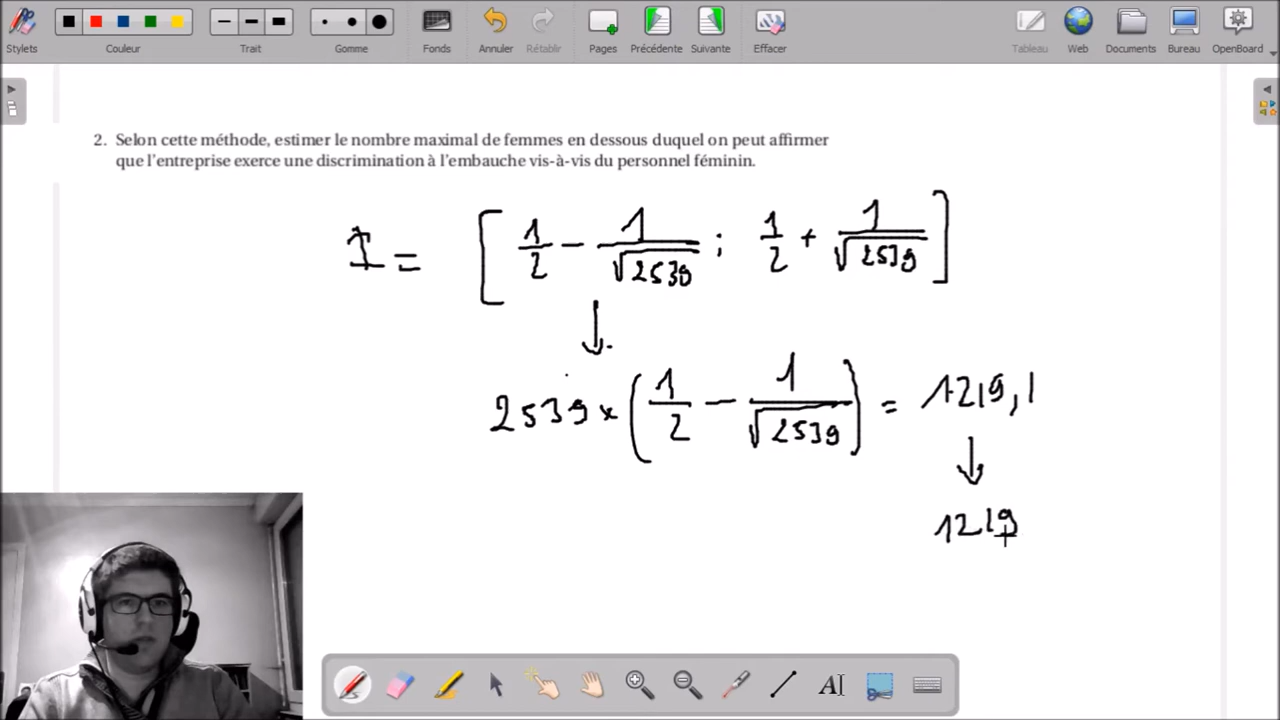 Stylets Couleur Trait Gomme Fonds Annuler Rétablir Pages Précédente Suivante Effacer Tableau Web Documents Bureau OpenBoard
2. Selon cette méthode, estimer le nombre maximal de femmes en dessous duquel on peut affirmer
que l'entreprise exerce une discrimination à l'embauche vis-à-vis du personnel féminin.
I = [ 1/2 − 1/√2539 ; 1/2 + 1/√2539 ]
↓
2539 × ( 1/2 − 1/√2539 ) = 1219,1
↓
1219
AI